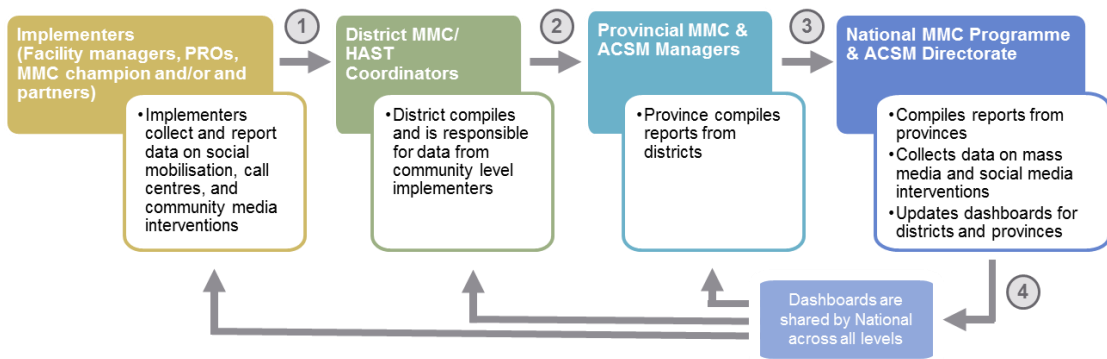 Implementers
(Facility managers, PROs,
MMC champion and/or and
partners)
•Implementers
collect and report
data on social
mobilisation, call
centres, and
community media
interventions
1
District MMC/
HAST
Coordinators
•District compiles
and is responsible
for data from
community level
implementers
2
Provincial MMC &
ACSM Managers
•Province compiles
reports from
districts
3
National MMC Programme
& ACSM Directorate
•Compiles reports from
provinces
•Collects data on mass
media and social media
interventions
•Updates dashboards for
districts and provinces
4
Dashboards are
shared by National
across all levels